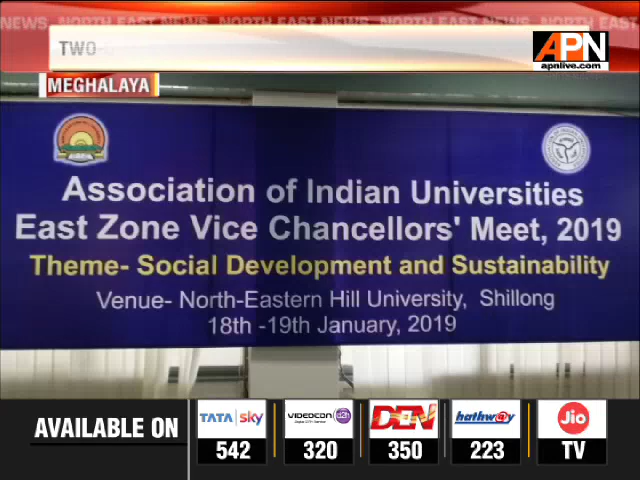 NEWS NORTH EAST NEWS NORTH EAST NEWS NORTH EAST NEWS
TWO-
APN
apnlive.com
MEGHALAYA
Association of Indian Universities
East Zone Vice Chancellors' Meet, 2019
Theme- Social Development and Sustainability
Venue- North-Eastern Hill University, Shillong
18th -19th January, 2019
AVAILABLE ON
TATA sky
542
VIDEOCON d2h
320
DEN
350
hathway
223
Jio
TV